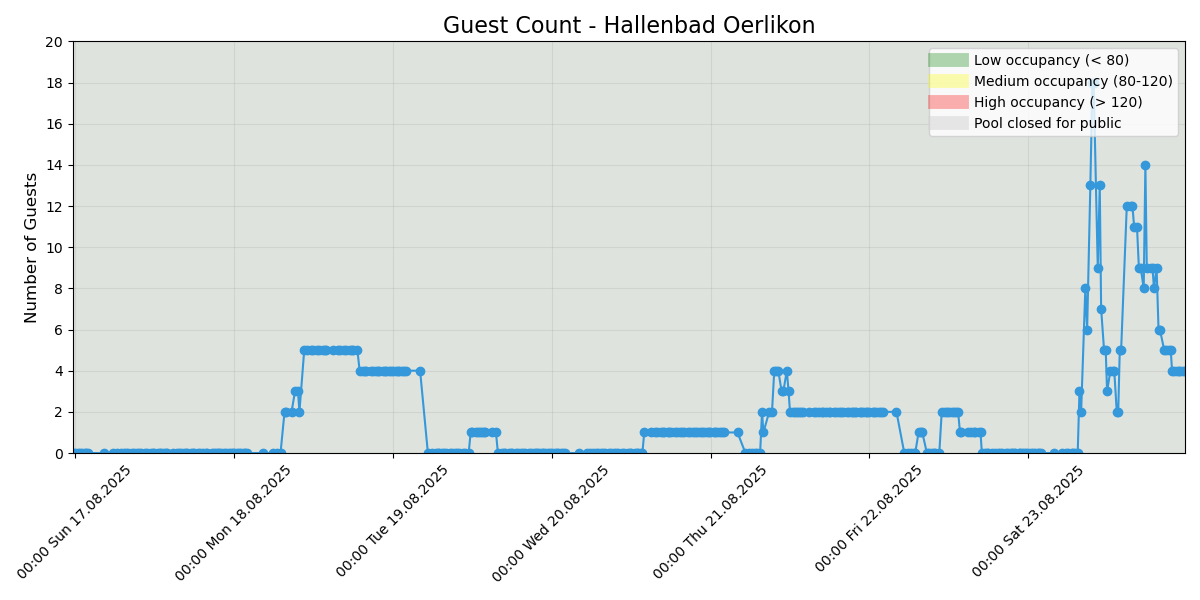 Guest Count - Hallenbad Oerlikon
Low occupancy (< 80)
Medium occupancy (80-120)
High occupancy (> 120)
Pool closed for public
Number of Guests
20
18
16
14
12
10
8
6
4
2
0
00:00 Sun 17.08.2025
00:00 Mon 18.08.2025
00:00 Tue 19.08.2025
00:00 Wed 20.08.2025
00:00 Thu 21.08.2025
00:00 Fri 22.08.2025
00:00 Sat 23.08.2025